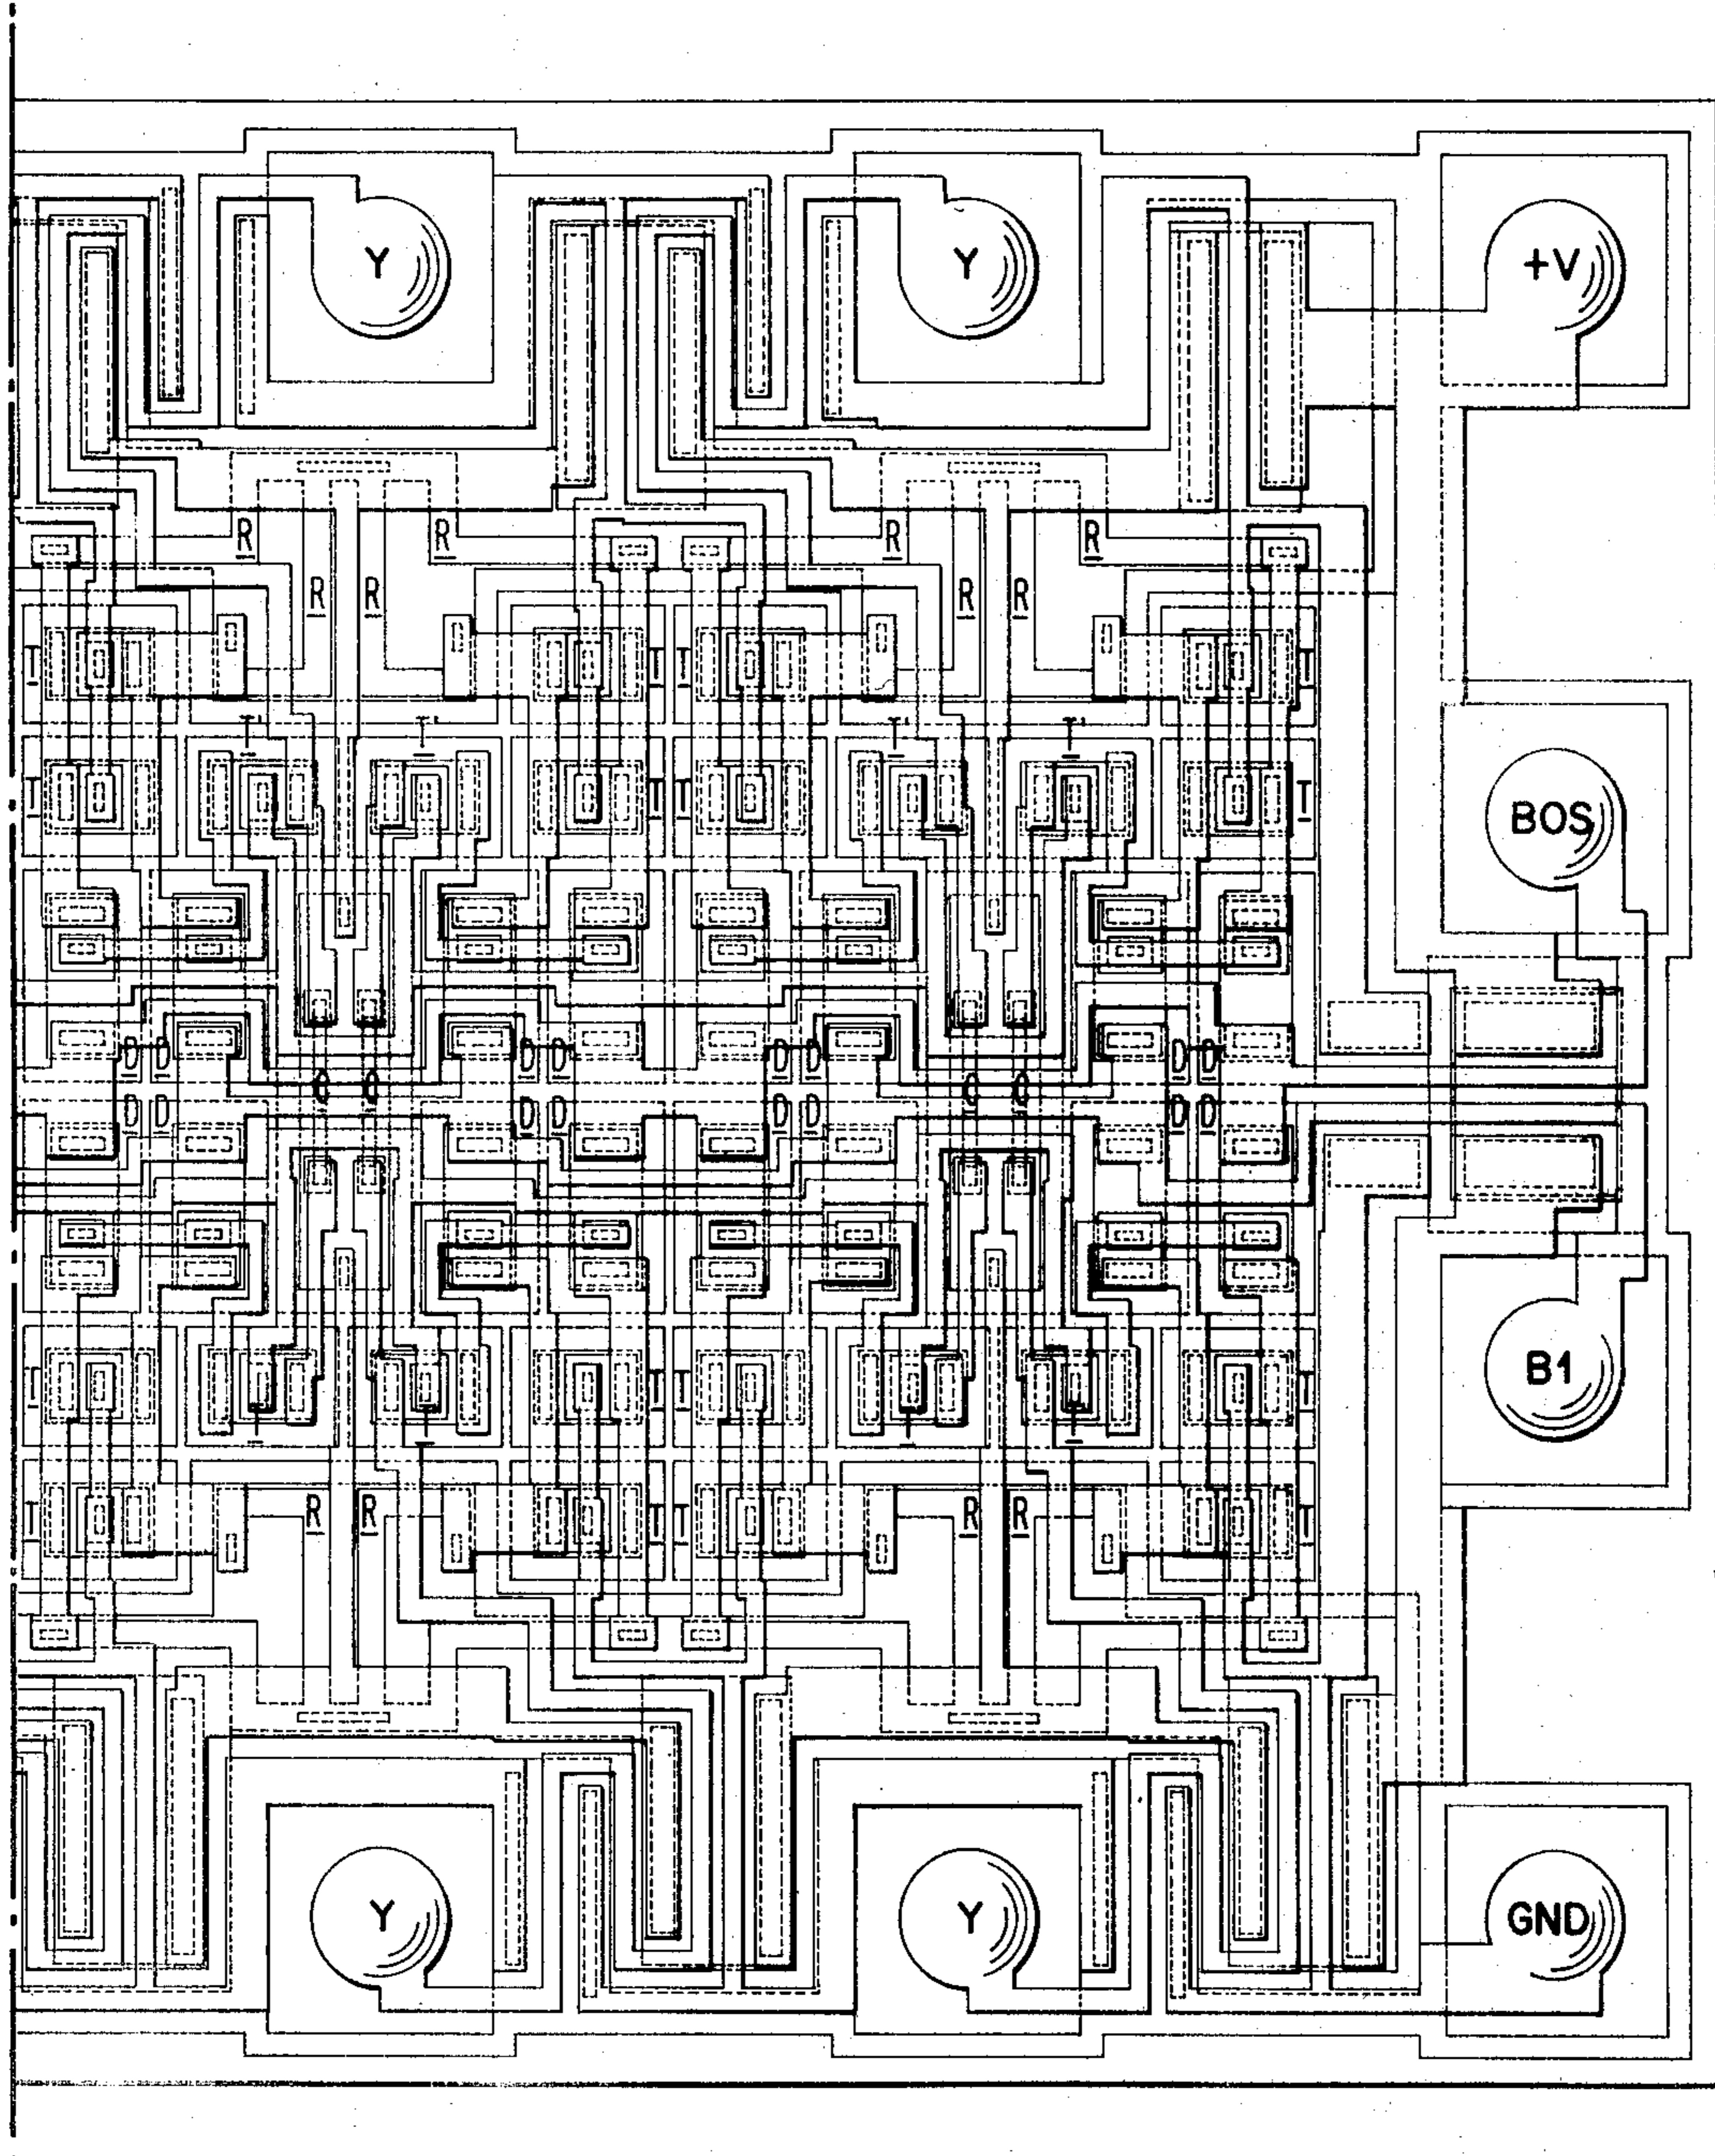 Y Y +V
R R R R
R R R R
T T T T
T' T' T' T'
T T T T
BOS
D D D D D D D D
C C C C
D D D D D D D D
T T T T
B1
T' T' T' T'
T R R T T R R T
Y Y GND